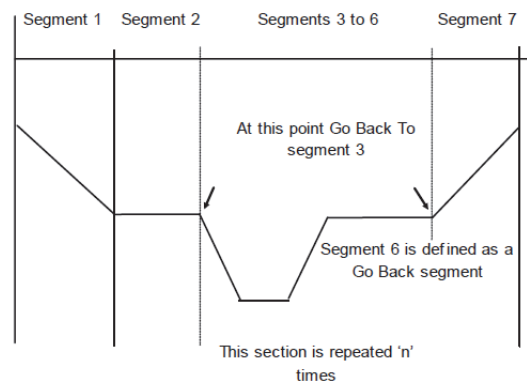 Segment 1 Segment 2 Segments 3 to 6 Segment 7
At this point Go Back To
segment 3
Segment 6 is defined as a
Go Back segment
This section is repeated ‘n’
times